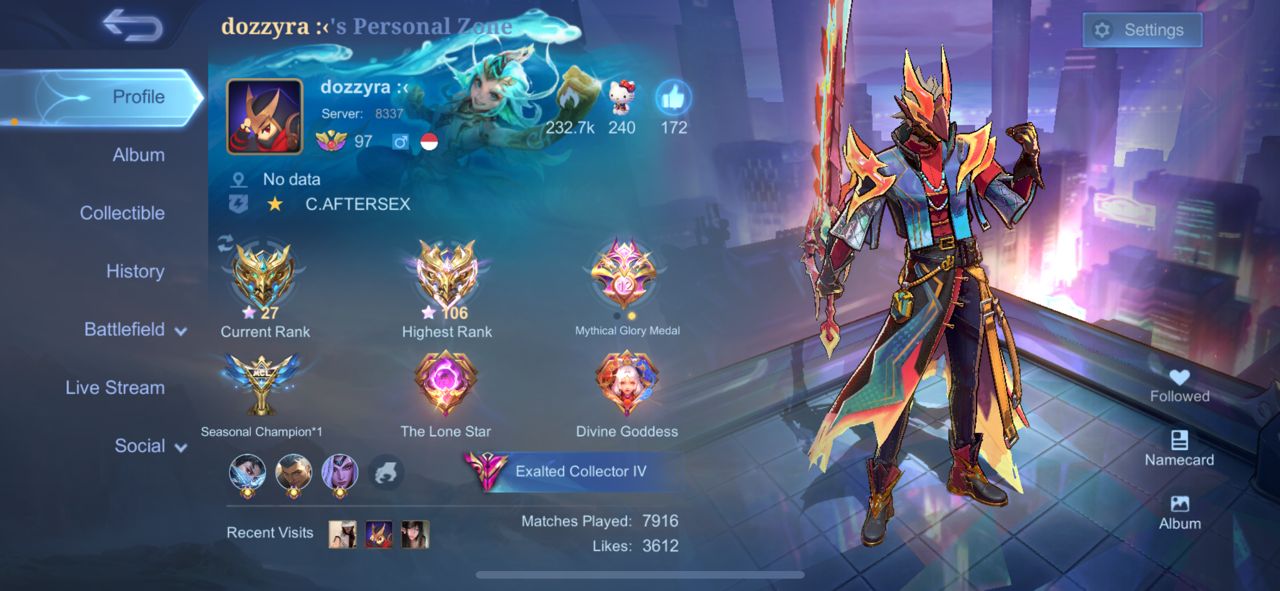 dozzyra :‹'s Personal Zone
Settings
Profile
Album
Collectible
History
Battlefield
Live Stream
Social
dozzyra :‹
Server: 8337
97
232.7k 240 172
No data
C.AFTERSEX
27 106 12
Current Rank Highest Rank Mythical Glory Medal
MCL
Seasonal Champion*1 The Lone Star Divine Goddess
Exalted Collector IV
Recent Visits
Matches Played: 7916
Likes: 3612
Followed
Namecard
Album